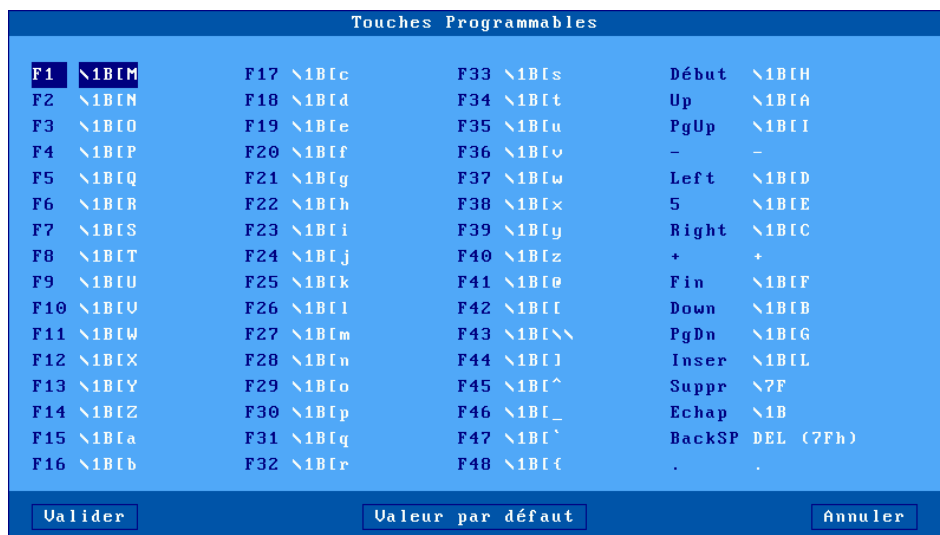 Touches Programmables
F1 \1B[M F17 \1B[c F33 \1B[s Début \1B[H
F2 \1B[N F18 \1B[d F34 \1B[t Up \1B[A
F3 \1B[O F19 \1B[e F35 \1B[u PgUp \1B[I
F4 \1B[P F20 \1B[f F36 \1B[v - -
F5 \1B[Q F21 \1B[g F37 \1B[w Left \1B[D
F6 \1B[R F22 \1B[h F38 \1B[x 5 \1B[E
F7 \1B[S F23 \1B[i F39 \1B[y Right \1B[C
F8 \1B[T F24 \1B[j F40 \1B[z + +
F9 \1B[U F25 \1B[k F41 \1B[@ Fin \1B[F
F10 \1B[V F26 \1B[l F42 \1B[[ Down \1B[B
F11 \1B[W F27 \1B[m F43 \1B[\\ PgDn \1B[G
F12 \1B[X F28 \1B[n F44 \1B[] Inser \1B[L
F13 \1B[Y F29 \1B[o F45 \1B[^ Suppr \7F
F14 \1B[Z F30 \1B[p F46 \1B[_ Echap \1B
F15 \1B[a F31 \1B[q F47 \1B[` BackSP DEL (7Fh)
F16 \1B[b F32 \1B[r F48 \1B[{ . .
Valider Valeur par défaut Annuler